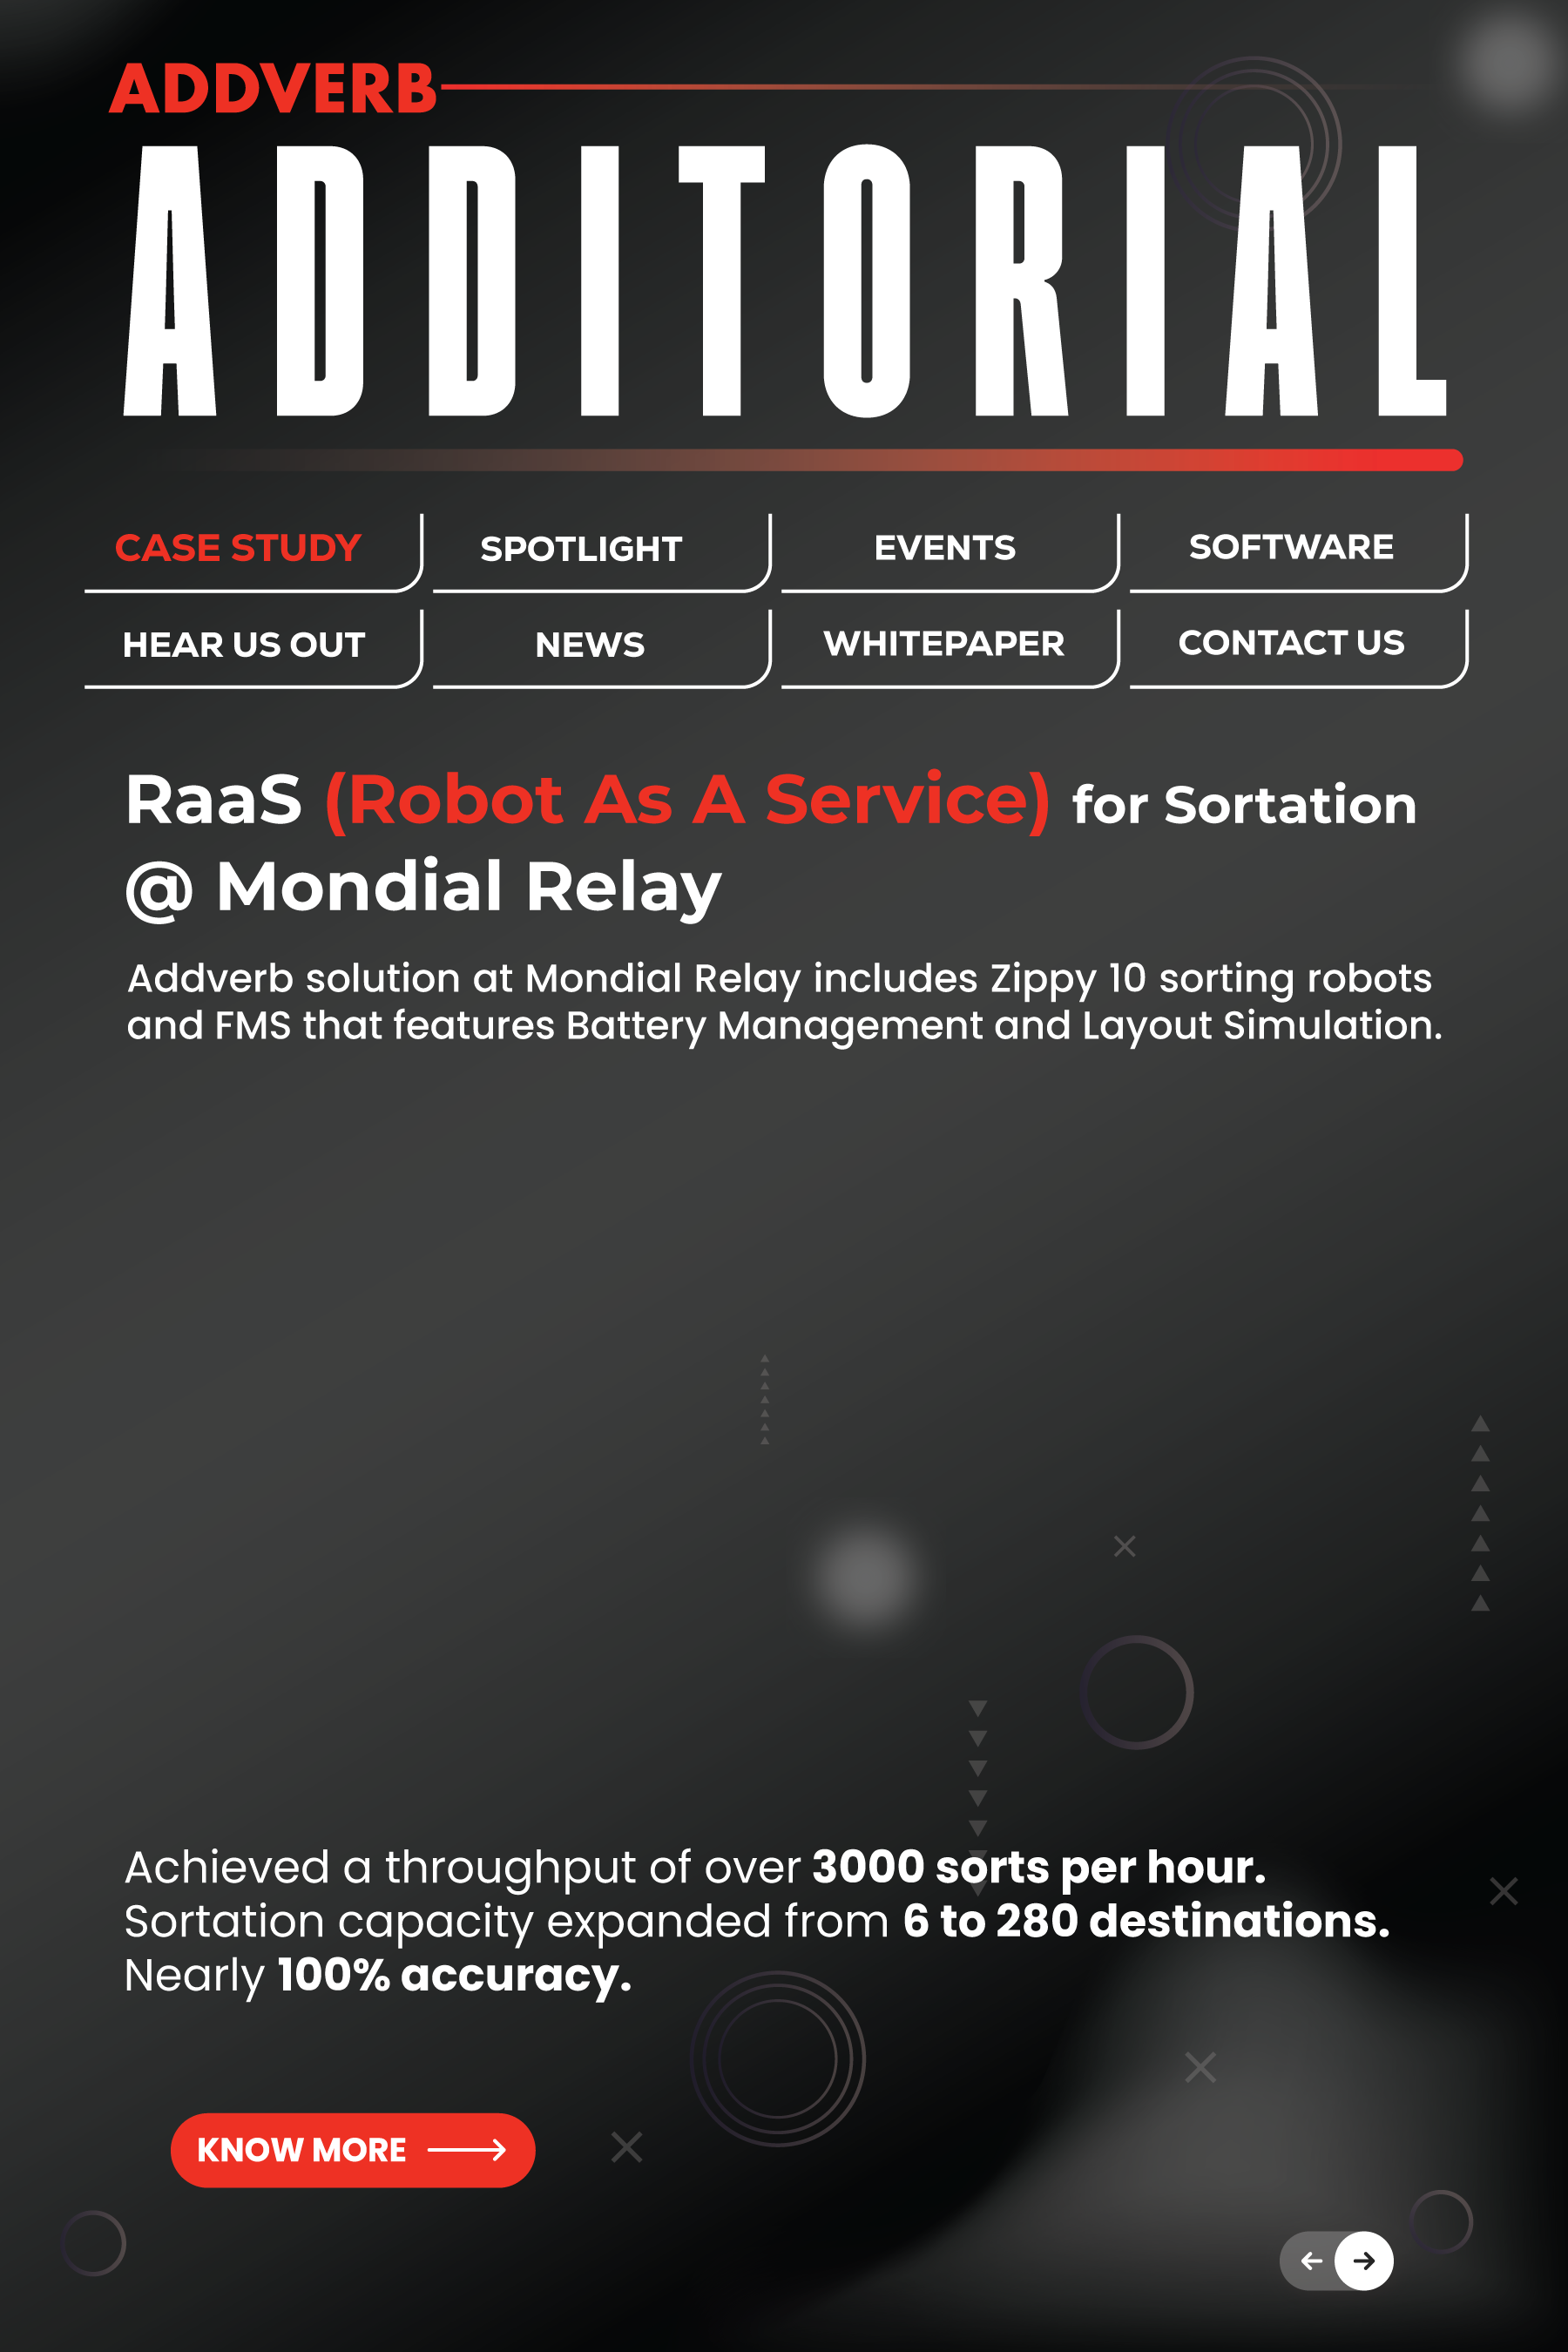 ADDVERB
ADDITORIAL
CASE STUDY
SPOTLIGHT
EVENTS
SOFTWARE
HEAR US OUT
NEWS
WHITEPAPER
CONTACT US
RaaS (Robot As A Service) for Sortation
@ Mondial Relay
Addverb solution at Mondial Relay includes Zippy 10 sorting robots
and FMS that features Battery Management and Layout Simulation.
Achieved a throughput of over 3000 sorts per hour.
Sortation capacity expanded from 6 to 280 destinations.
Nearly 100% accuracy.
KNOW MORE